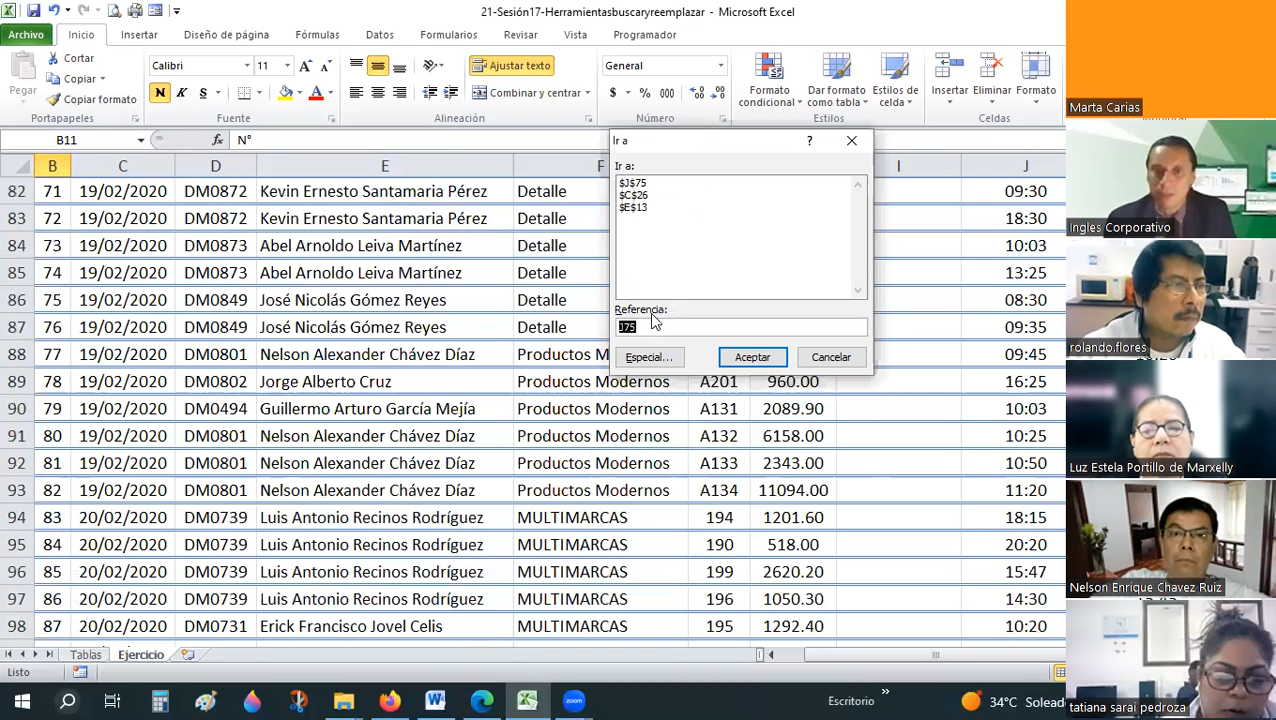 21-Sesión17-Herramientasbuscaryreemplazar - Microsoft Excel
Archivo Inicio Insertar Diseño de página Fórmulas Datos Formularios Revisar Vista Programador
Pegar
Cortar
Copiar
Copiar formato
Portapapeles
Calibri 11
N K S
Fuente
Ajustar texto
Combinar y centrar
Alineación
General
$ % 000
Número
Formato condicional
Dar formato como tabla
Estilos de celda
Estilos
Insertar Eliminar Formato
Celdas
B11 fx N°
B C D E F I J
82 71 19/02/2020 DM0872 Kevin Ernesto Santamaria Pérez Detalle 09:30
83 72 19/02/2020 DM0872 Kevin Ernesto Santamaria Pérez Detalle 18:30
84 73 19/02/2020 DM0873 Abel Arnoldo Leiva Martínez Detalle 10:03
85 74 19/02/2020 DM0873 Abel Arnoldo Leiva Martínez Detalle 13:25
86 75 19/02/2020 DM0849 José Nicolás Gómez Reyes Detalle 08:30
87 76 19/02/2020 DM0849 José Nicolás Gómez Reyes Detalle 09:35
88 77 19/02/2020 DM0801 Nelson Alexander Chávez Díaz Productos M 09:45
89 78 19/02/2020 DM0802 Jorge Alberto Cruz Productos Modernos A201 960.00 16:25
90 79 19/02/2020 DM0494 Guillermo Arturo García Mejía Productos Modernos A131 2089.90 10:03
91 80 19/02/2020 DM0801 Nelson Alexander Chávez Díaz Productos Modernos A132 6158.00 10:25
92 81 19/02/2020 DM0801 Nelson Alexander Chávez Díaz Productos Modernos A133 2343.00 10:50
93 82 19/02/2020 DM0801 Nelson Alexander Chávez Díaz Productos Modernos A134 11094.00 11:20
94 83 20/02/2020 DM0739 Luis Antonio Recinos Rodríguez MULTIMARCAS 194 1201.60 18:15
95 84 20/02/2020 DM0739 Luis Antonio Recinos Rodríguez MULTIMARCAS 190 518.00 20:20
96 85 20/02/2020 DM0739 Luis Antonio Recinos Rodríguez MULTIMARCAS 199 2620.20 15:47
97 86 20/02/2020 DM0739 Luis Antonio Recinos Rodríguez MULTIMARCAS 196 1050.30 14:30
98 87 20/02/2020 DM0731 Erick Francisco Jovel Celis MULTIMARCAS 195 1292.40 10:20
Ir a
?
Ir a:
$J$75
$C$26
$E$13
Referencia:
J75
Especial...
Aceptar
Cancelar
Tablas Ejercicio
Listo
Escritorio
34°C Soleado
zoom
Marta Carias
Ingles Corporativo
rolando.flores
Luz Estela Portillo de Marxelly
Nelson Enrique Chavez Ruiz
tatiana sarai pedroza